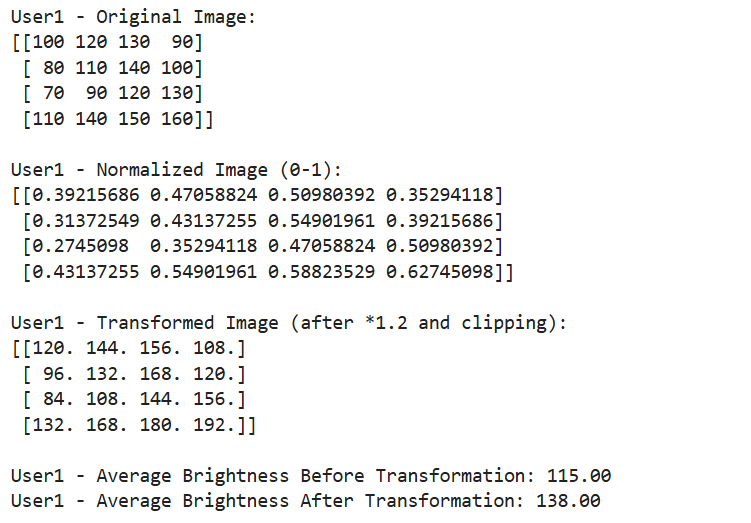 User1 - Original Image:
[[100 120 130  90]
 [ 80 110 140 100]
 [ 70  90 120 130]
 [110 140 150 160]]
User1 - Normalized Image (0-1):
[[0.39215686 0.47058824 0.50980392 0.35294118]
 [0.31372549 0.43137255 0.54901961 0.39215686]
 [0.2745098  0.35294118 0.47058824 0.50980392]
 [0.43137255 0.54901961 0.58823529 0.62745098]]
User1 - Transformed Image (after *1.2 and clipping):
[[120. 144. 156. 108.]
 [ 96. 132. 168. 120.]
 [ 84. 108. 144. 156.]
 [132. 168. 180. 192.]]
User1 - Average Brightness Before Transformation: 115.00
User1 - Average Brightness After Transformation: 138.00